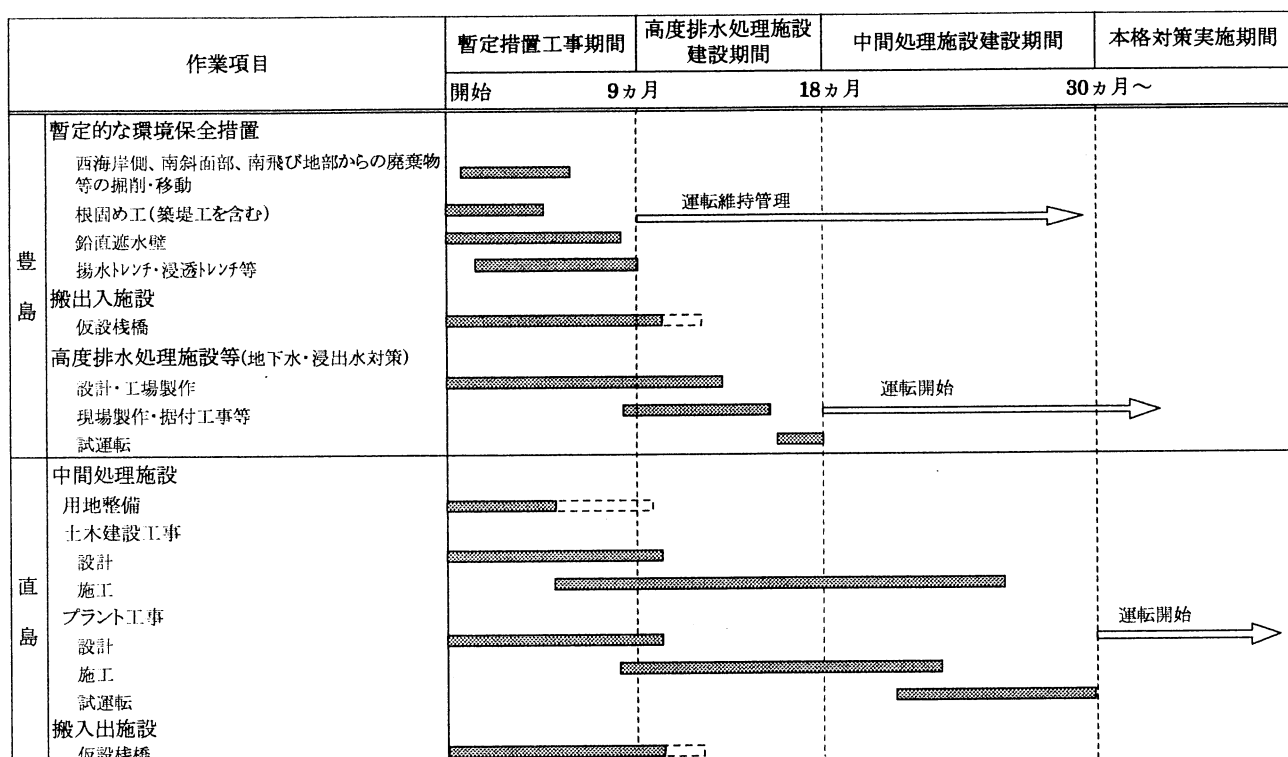 作業項目
暫定措置工事期間
高度排水処理施設
建設期間
中間処理施設建設期間
本格対策実施期間
開始
9ヵ月
18ヵ月
30ヵ月～
豊島
暫定的な環境保全措置
西海岸側、南斜面部、南飛び地部からの廃棄物
等の掘削・移動
根固め工(築堤工を含む)
運転維持管理
鉛直遮水壁
揚水トレンチ・浸透トレンチ等
搬出入施設
仮設桟橋
高度排水処理施設等(地下水・浸出水対策)
設計・工場製作
運転開始
現場製作・据付工事等
試運転
直島
中間処理施設
用地整備
土木建設工事
設計
施工
プラント工事
運転開始
設計
施工
試運転
搬入出施設
仮設桟橋